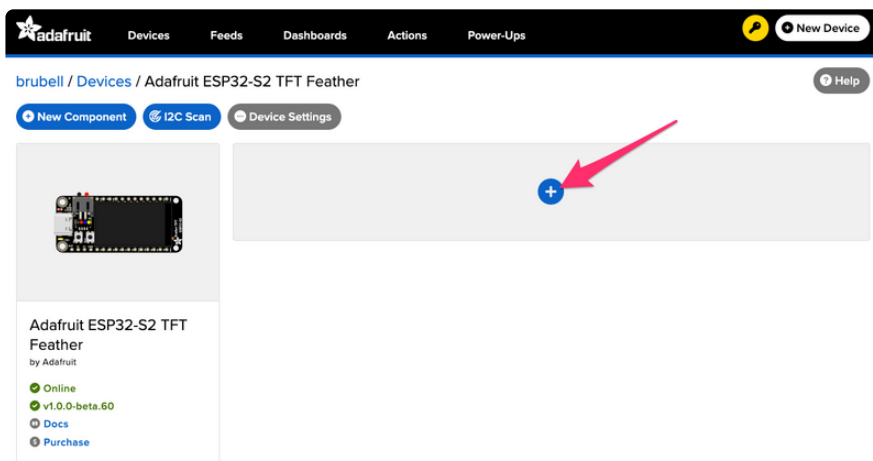 adafruit Devices Feeds Dashboards Actions Power-Ups New Device
brubell / Devices / Adafruit ESP32-S2 TFT Feather Help
New Component I2C Scan Device Settings
Adafruit ESP32-S2 TFT
Feather
by Adafruit
Online
v1.0.0-beta.60
Docs
Purchase